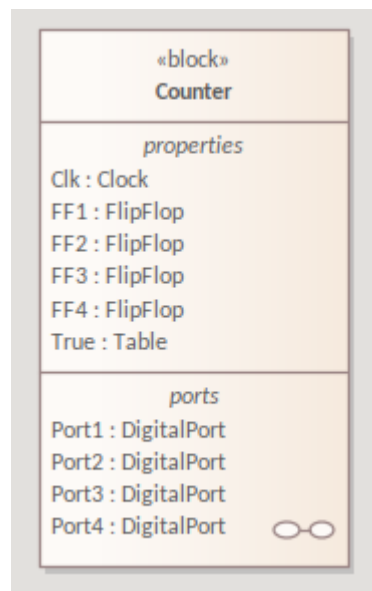 «block»
Counter
properties
Clk : Clock
FF1 : FlipFlop
FF2 : FlipFlop
FF3 : FlipFlop
FF4 : FlipFlop
True : Table
ports
Port1 : DigitalPort
Port2 : DigitalPort
Port3 : DigitalPort
Port4 : DigitalPort